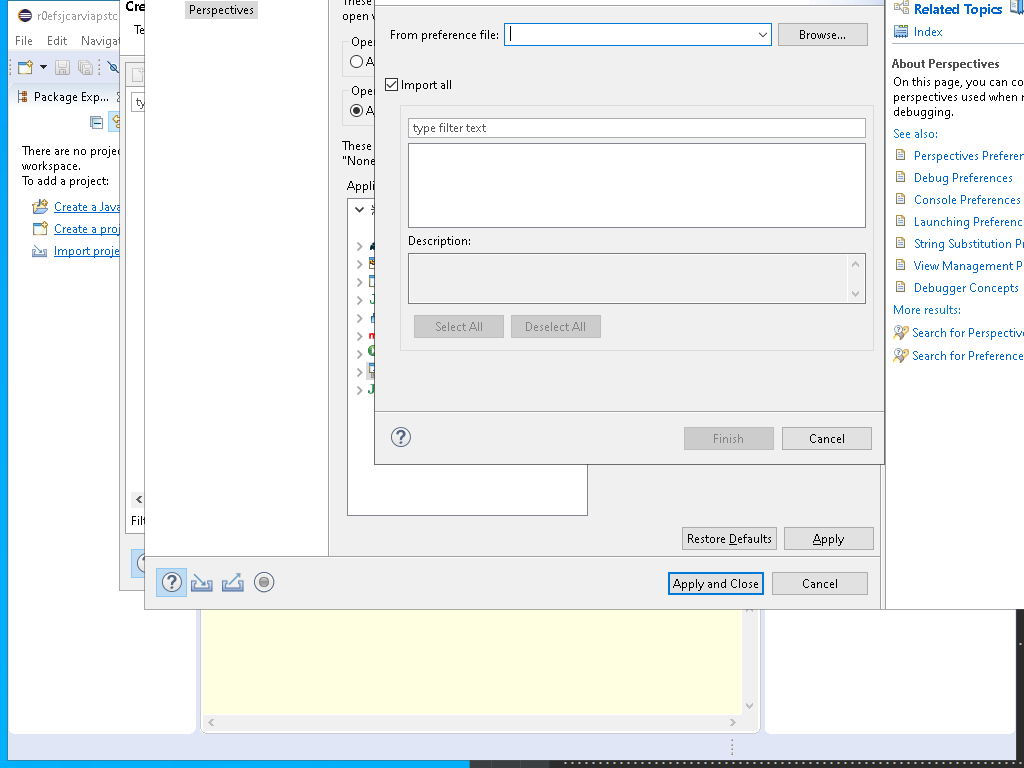 r0efsjcarviapstc
File Edit Navigat
Package Exp...
There are no proje
workspace.
To add a project:
Create a Java
Create a proj
Import proje
Cre
Te
ty
Filt
Perspectives
These
open v
Oper
A
Oper
A
These
"None
Appli
From preference file:
Browse...
Import all
type filter text
Description:
Select All
Deselect All
Finish
Cancel
Restore Defaults
Apply
Apply and Close
Cancel
Related Topics
Index
About Perspectives
On this page, you can co
perspectives used when r
debugging.
See also:
Perspectives Preferen
Debug Preferences
Console Preferences
Launching Preferenc
String Substitution Pr
View Management P
Debugger Concepts
More results:
Search for Perspective
Search for Preference